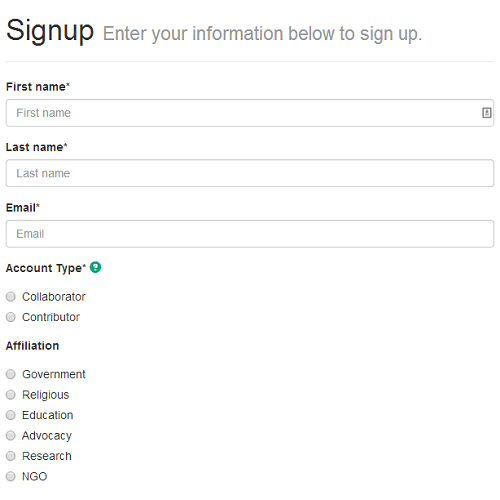 Signup Enter your information below to sign up.
First name*
First name
Last name*
Last name
Email*
Email
Account Type* ?
Collaborator
Contributor
Affiliation
Government
Religious
Education
Advocacy
Research
NGO